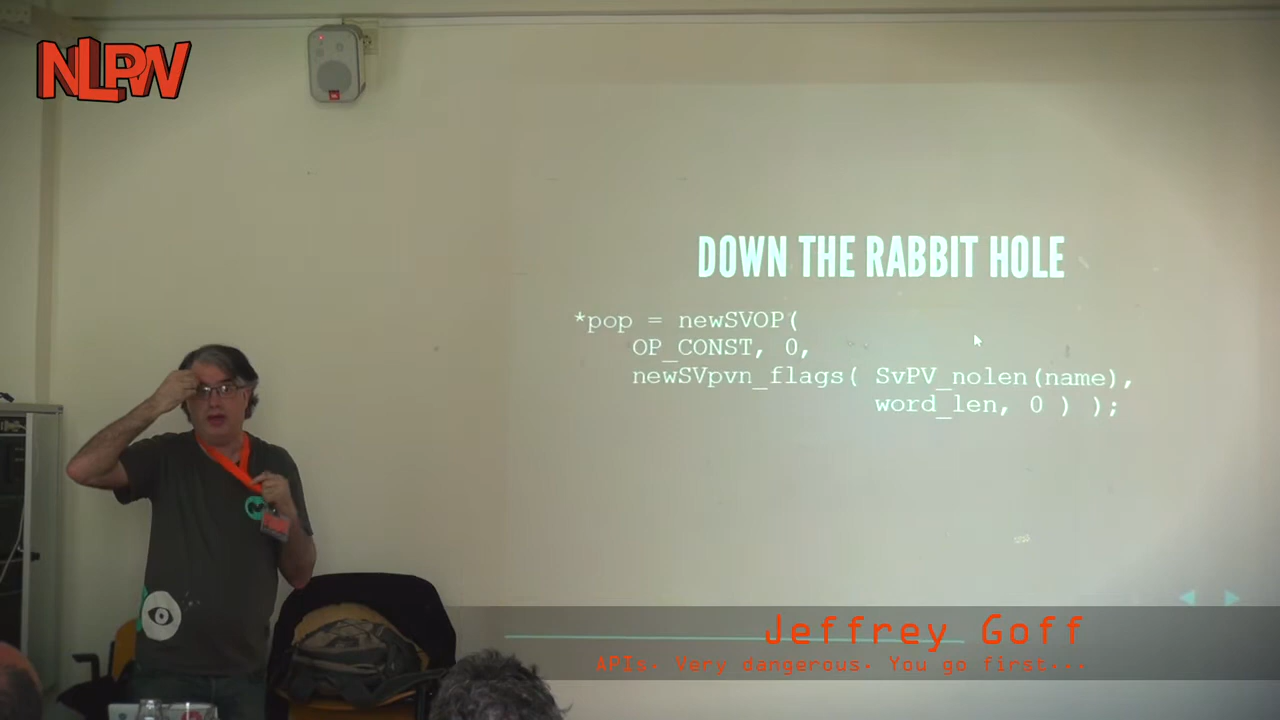 NLPW
DOWN THE RABBIT HOLE
*pop = newSVOP(
OP_CONST, 0,
newSVpvn_flags( SvPV_nolen(name),
word_len, 0 ) );
Jeffrey Goff
APIs. Very dangerous. You go first...